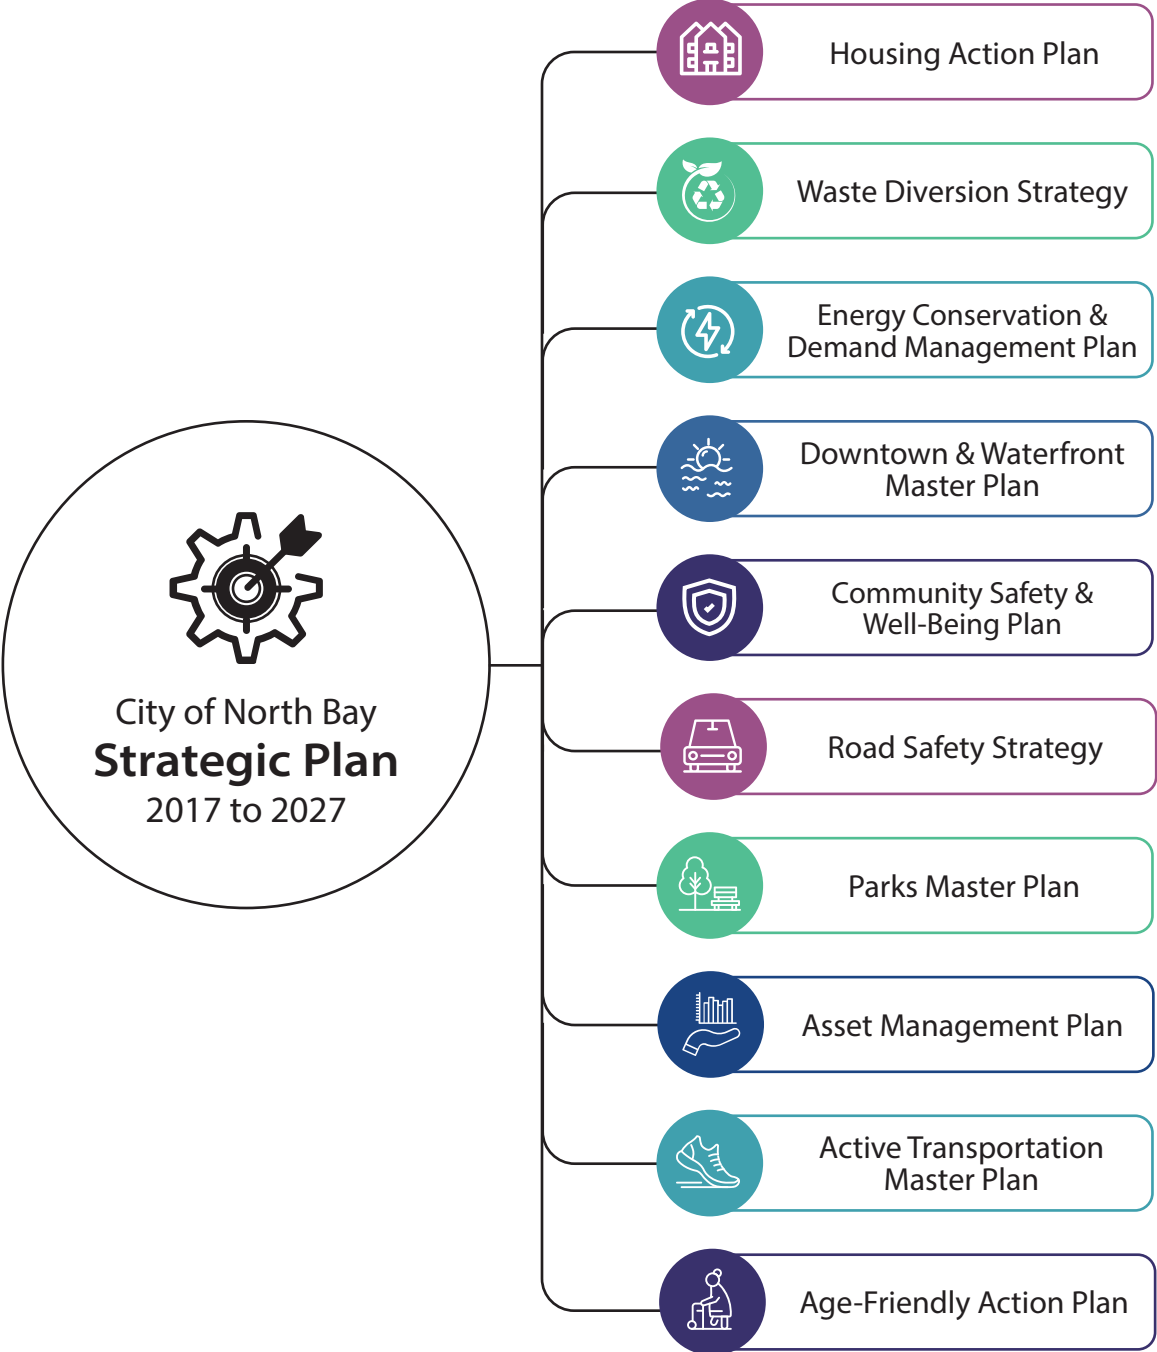 City of North Bay
Strategic Plan
2017 to 2027
Housing Action Plan
Waste Diversion Strategy
Energy Conservation &
Demand Management Plan
Downtown & Waterfront
Master Plan
Community Safety &
Well-Being Plan
Road Safety Strategy
Parks Master Plan
Asset Management Plan
Active Transportation
Master Plan
Age-Friendly Action Plan